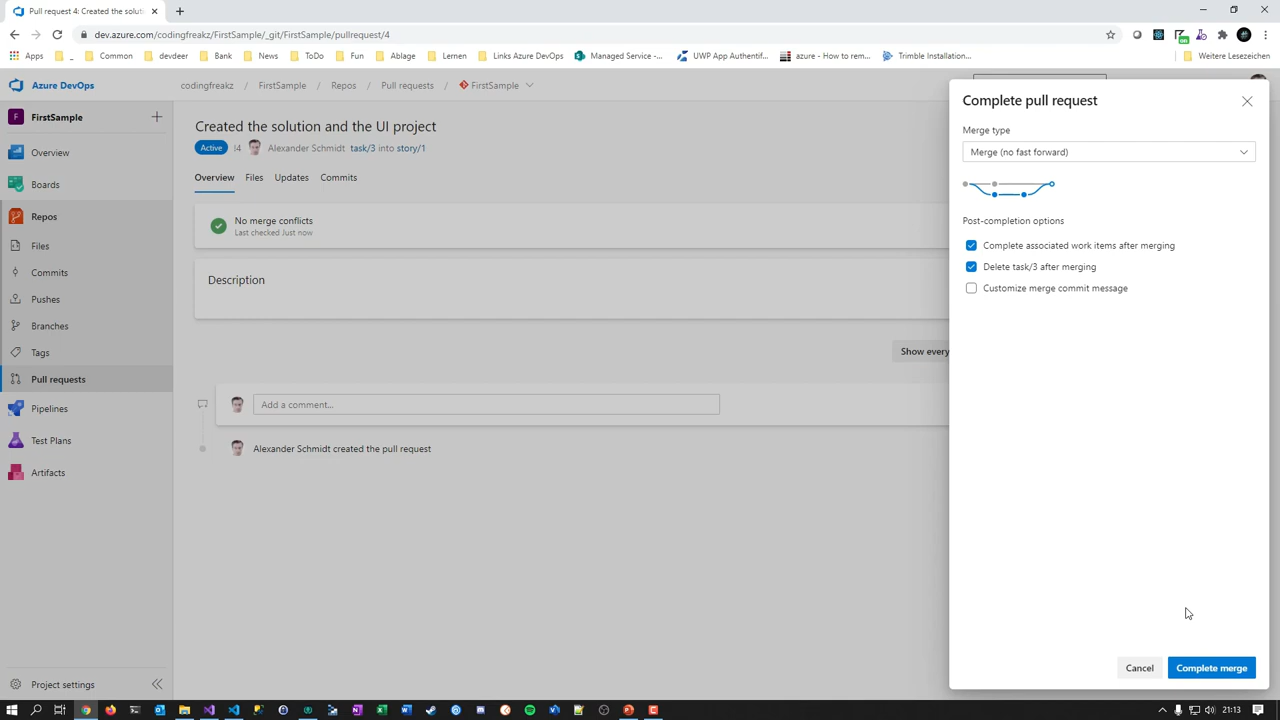 Pull request 4: Created the soluti
dev.azure.com/codingfreakz/FirstSample/_git/FirstSample/pullrequest/4
Apps
_
Common
devdeer
Bank
News
ToDo
Fun
Ablage
Lernen
Links Azure DevOps
Managed Service -...
UWP App Authentif...
azure - How to rem...
Trimble Installation...
Weitere Lesezeichen
Azure DevOps
codingfreakz / FirstSample / Repos / Pull requests / FirstSample
F FirstSample
Overview
Boards
Repos
Files
Commits
Pushes
Branches
Tags
Pull requests
Pipelines
Test Plans
Artifacts
Project settings
Created the solution and the UI project
Active !4 Alexander Schmidt task/3 into story/1
Overview Files Updates Commits
No merge conflicts
Last checked Just now
Description
Show every
Add a comment...
Alexander Schmidt created the pull request
Complete pull request
Merge type
Merge (no fast forward)
Post-completion options
Complete associated work items after merging
Delete task/3 after merging
Customize merge commit message
Cancel
Complete merge
21:13